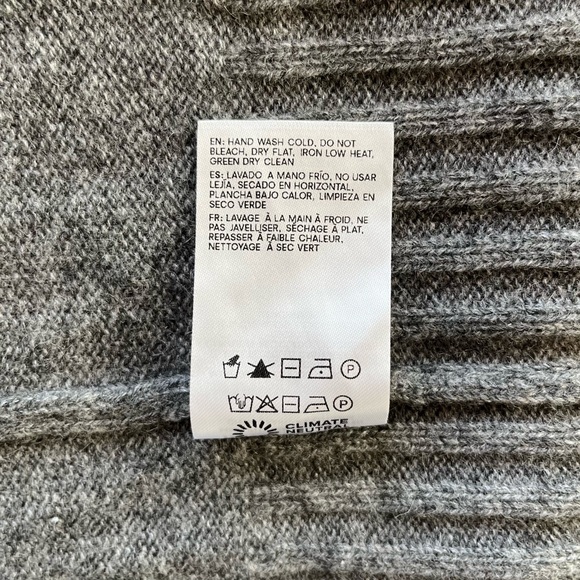 EN: HAND WASH COLD, DO NOT
BLEACH, DRY FLAT, IRON LOW HEAT,
GREEN DRY CLEAN
ES: LAVADO A MANO FRÍO, NO USAR
LEJÍA, SECADO EN HORIZONTAL,
PLANCHA BAJO CALOR, LIMPIEZA EN
SECO VERDE
FR: LAVAGE À LA MAIN À FROID, NE
PAS JAVELLISER, SÉCHAGE À PLAT,
REPASSER À FAIBLE CHALEUR,
NETTOYAGE À SEC VERT
P
P
CLIMATE
NEUTRAL